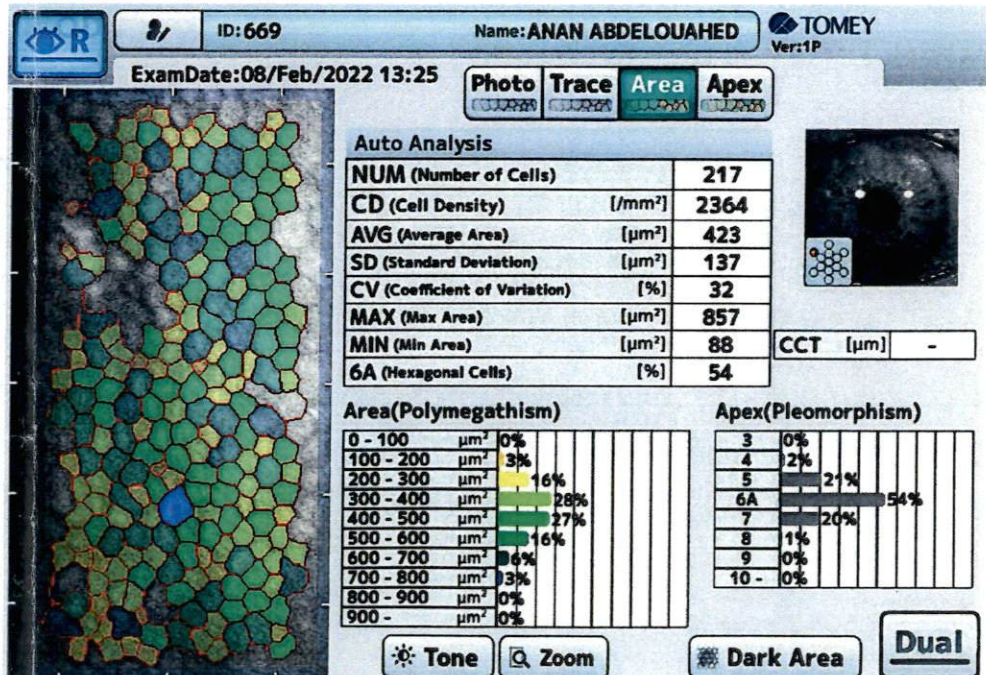 R
ID:669
Name:ANAN ABDELOUAHED
TOMEY
Ver:1P
ExamDate:08/Feb/2022 13:25
Photo Trace Area Apex
Auto Analysis
NUM (Number of Cells) 217
CD (Cell Density) [/mm²] 2364
AVG (Average Area) [µm²] 423
SD (Standard Deviation) [µm²] 137
CV (Coefficient of Variation) [%] 32
MAX (Max Area) [µm²] 857
MIN (Min Area) [µm²] 88
6A (Hexagonal Cells) [%] 54
CCT [µm] -
Area(Polymegathism)
0 - 100 µm² 0%
100 - 200 µm² 3%
200 - 300 µm² 16%
300 - 400 µm² 28%
400 - 500 µm² 27%
500 - 600 µm² 16%
600 - 700 µm² 6%
700 - 800 µm² 3%
800 - 900 µm² 0%
900 - µm² 0%
Apex(Pleomorphism)
3 0%
4 2%
5 21%
6A 54%
7 20%
8 1%
9 0%
10 - 0%
Tone
Zoom
Dark Area
Dual